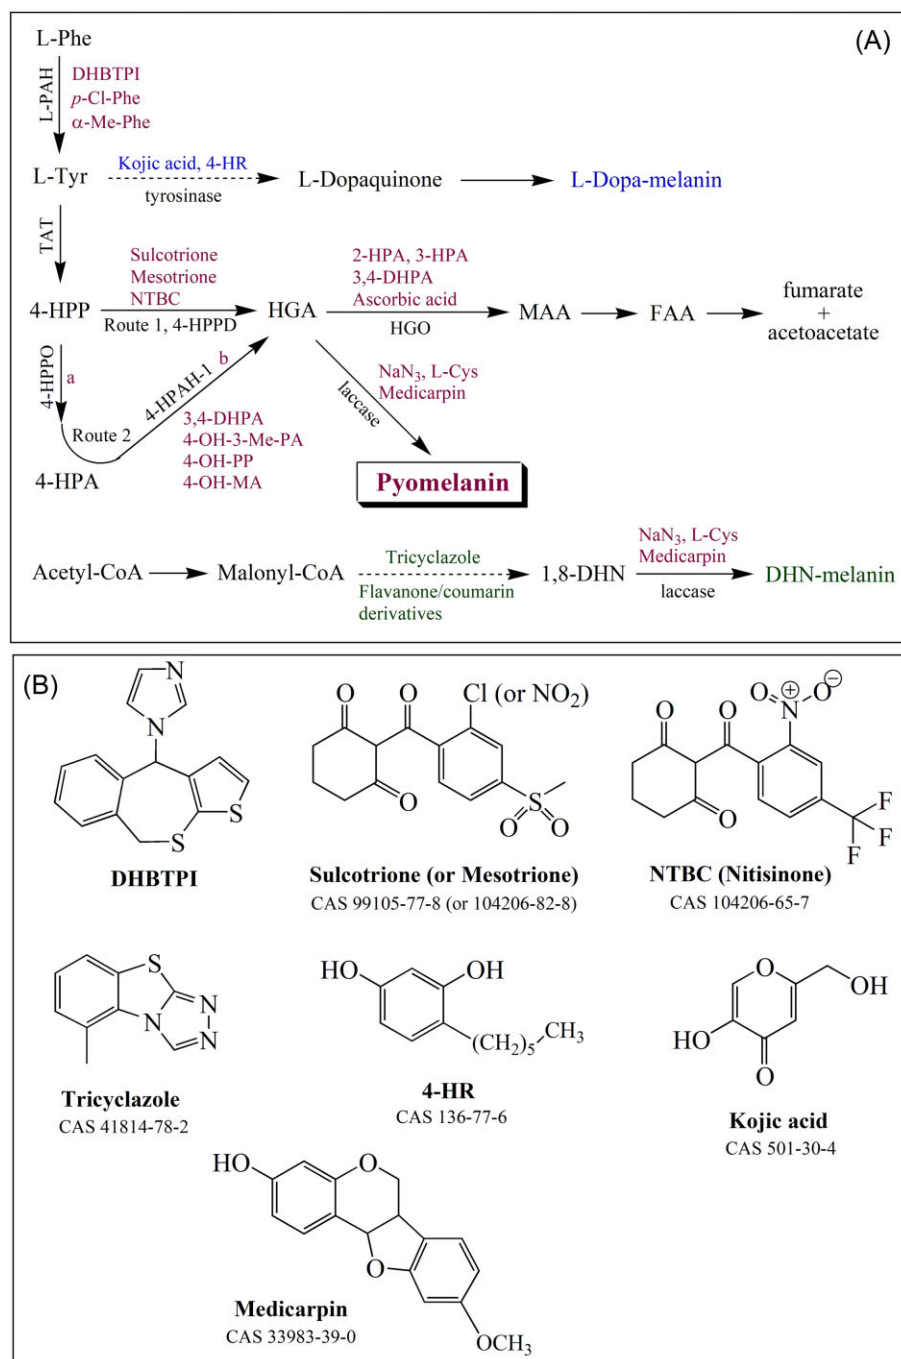 (A)
L-Phe
L-PAH
DHBTPI
p-Cl-Phe
α-Me-Phe
L-Tyr
Kojic acid, 4-HR
tyrosinase
L-Dopaquinone
L-Dopa-melanin
TAT
Sulcotrione
Mesotrione
NTBC
2-HPA, 3-HPA
3,4-DHPA
Ascorbic acid
4-HPP
Route 1, 4-HPPD
HGA
HGO
MAA
FAA
fumarate
+
acetoacetate
4-HPPO
a
4-HPAH-1
b
Route 2
4-HPA
3,4-DHPA
4-OH-3-Me-PA
4-OH-PP
4-OH-MA
NaN₃, L-Cys
Medicarpin
laccase
Pyomelanin
Acetyl-CoA
Malonyl-CoA
Tricyclazole
Flavanone/coumarin
derivatives
1,8-DHN
NaN₃, L-Cys
Medicarpin
laccase
DHN-melanin
(B)
N
N
S
S
DHBTPI
O
O
Cl (or NO₂)
O
S
O
O
Sulcotrione (or Mesotrione)
CAS 99105-77-8 (or 104206-82-8)
O
O
O
N
⊕
O
⊖
O
F
F
F
NTBC (Nitisinone)
CAS 104206-65-7
S
N
N
N
Tricyclazole
CAS 41814-78-2
HO
OH
(CH₂)₅
CH₃
4-HR
CAS 136-77-6
O
OH
HO
O
Kojic acid
CAS 501-30-4
HO
O
O
OCH₃
Medicarpin
CAS 33983-39-0